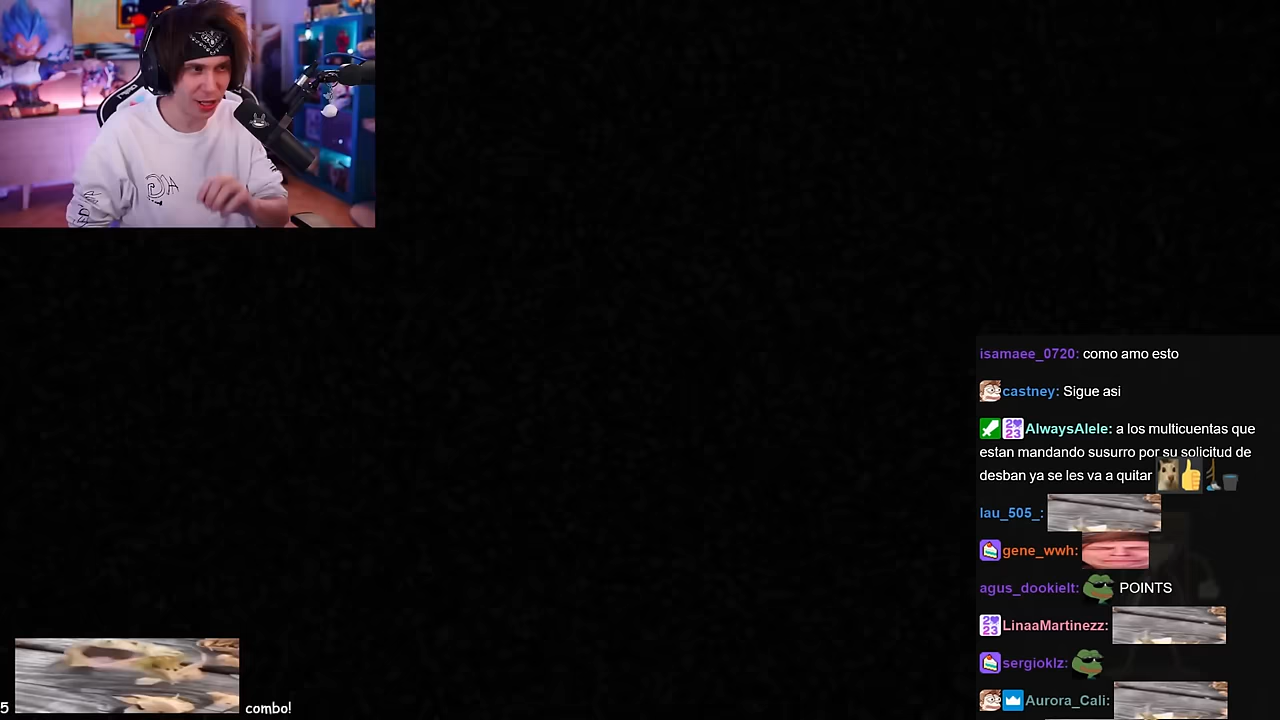 isamaee_0720: como amo esto
castney: Sigue asi
AlwaysAlele: a los multicuentas que
estan mandando susurro por su solicitud de
desban ya se les va a quitar
lau_505_:
gene_wwh:
agus_dookielt: POINTS
LinaaMartinezz:
sergioklz:
Aurora_Cali:
5 combo!